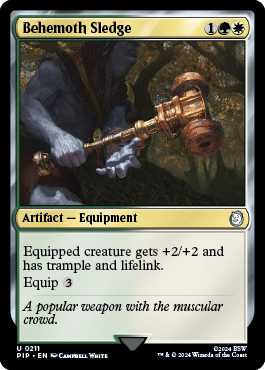 Behemoth Sledge 1
Artifact — Equipment
Equipped creature gets +2/+2 and
has trample and lifelink.
Equip 3
A popular weapon with the muscular
crowd.
U 0211 ©2024 BSW
PIP • EN Campbell White ™ & © 2024 Wizards of the Coast